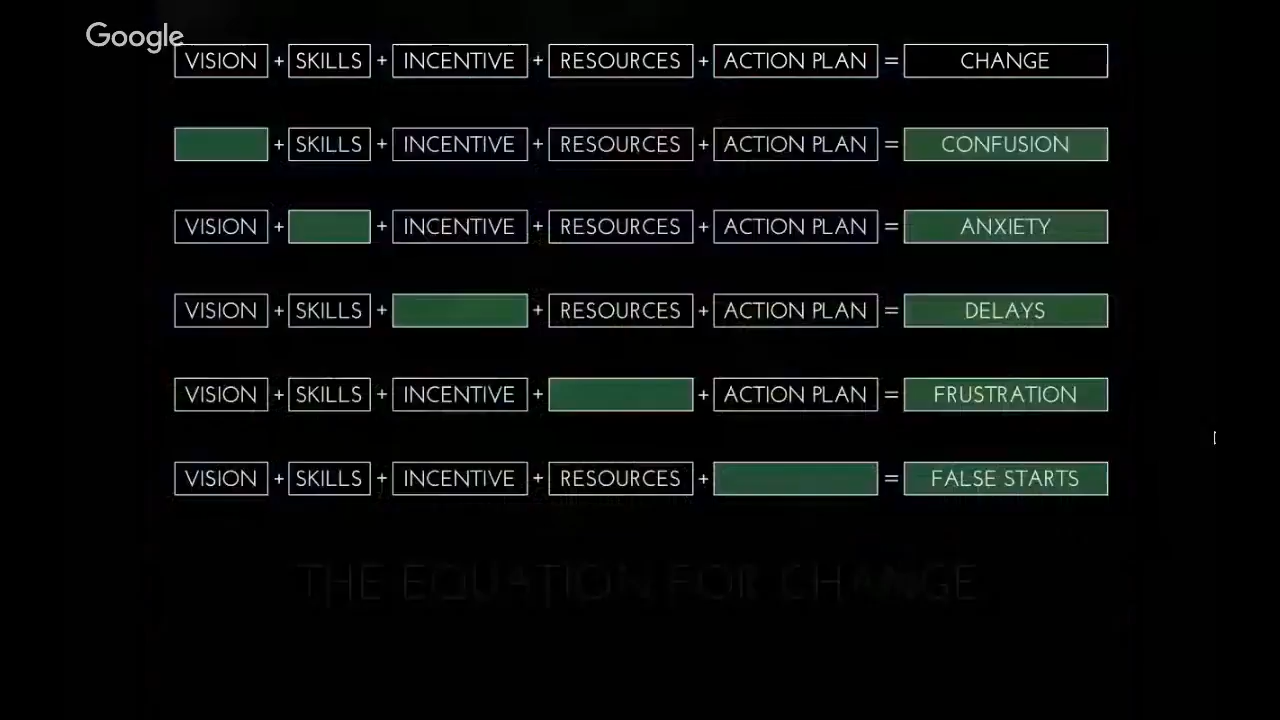 Google
VISION + SKILLS + INCENTIVE + RESOURCES + ACTION PLAN = CHANGE
+ SKILLS + INCENTIVE + RESOURCES + ACTION PLAN = CONFUSION
VISION + + INCENTIVE + RESOURCES + ACTION PLAN = ANXIETY
VISION + SKILLS + + RESOURCES + ACTION PLAN = DELAYS
VISION + SKILLS + INCENTIVE + + ACTION PLAN = FRUSTRATION
VISION + SKILLS + INCENTIVE + RESOURCES + = FALSE STARTS
THE EQUATION FOR CHANGE